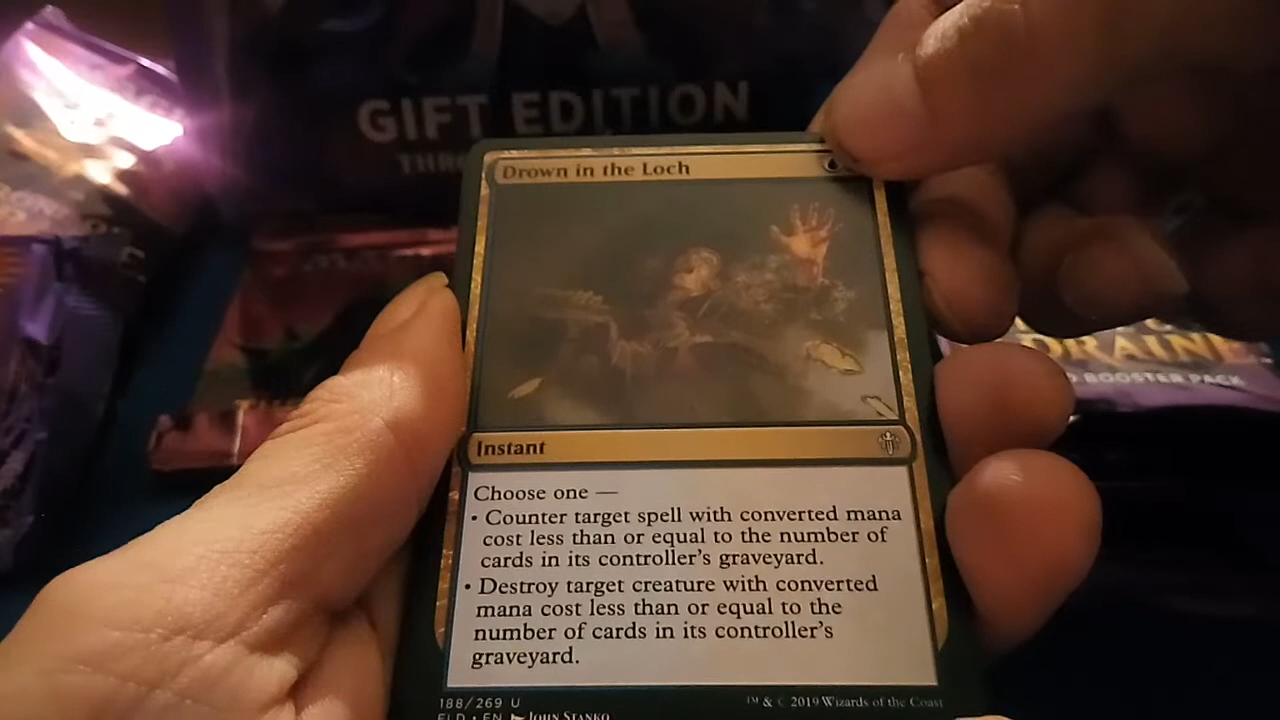 GIFT EDITION
THRO
Drown in the Loch
DRAINE
BOOSTER PACK
Instant
Choose one —
• Counter target spell with converted mana
cost less than or equal to the number of
cards in its controller's graveyard.
• Destroy target creature with converted
mana cost less than or equal to the
number of cards in its controller's
graveyard.
188/269 U
™ & © 2019 Wizards of the Coast
ELD • EN JOHN STANKO